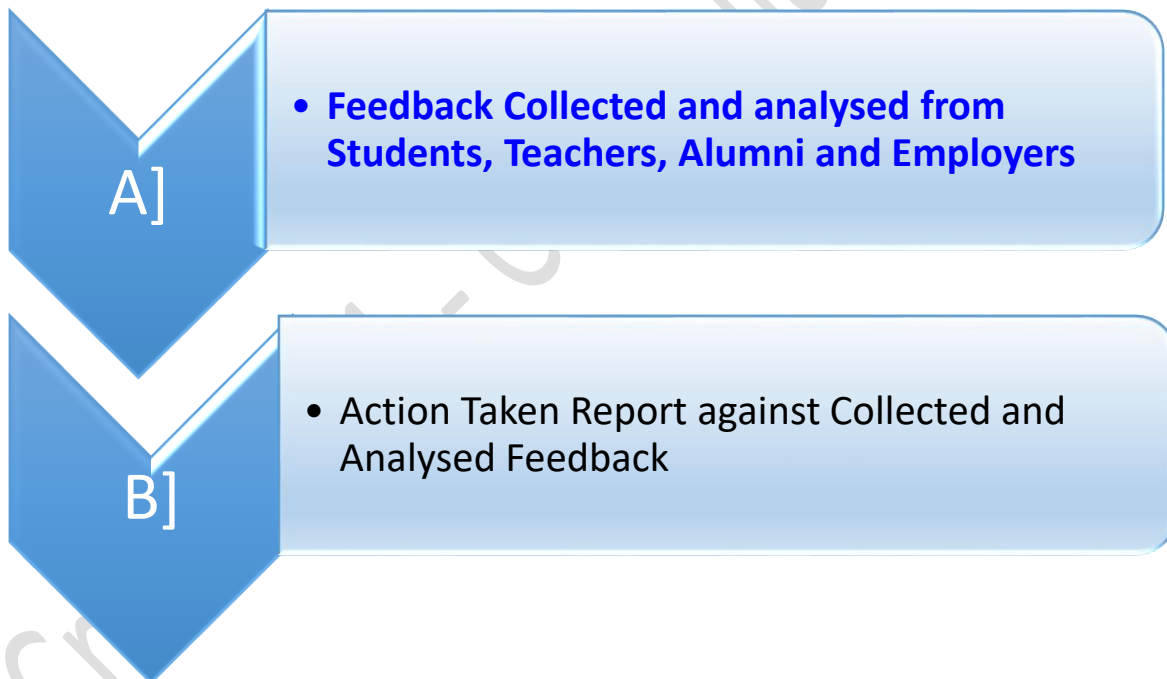 A]
• Feedback Collected and analysed from
Students, Teachers, Alumni and Employers
B]
• Action Taken Report against Collected and
Analysed Feedback